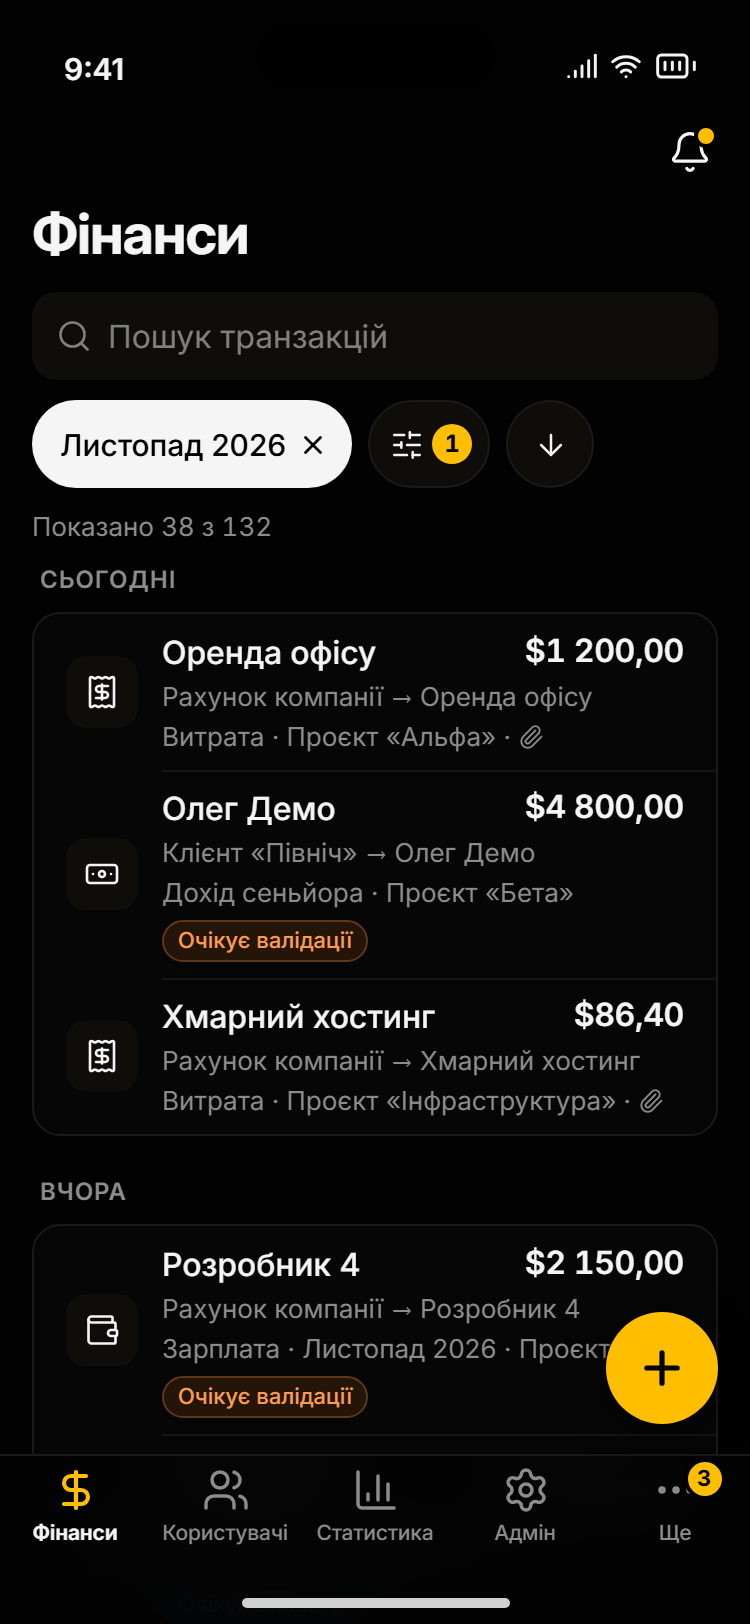 9:41
Фінанси
Пошук транзакцій
Листопад 2026
1
Показано 38 з 132
СЬОГОДНІ
Оренда офісу $1 200,00
Рахунок компанії → Оренда офісу
Витрата · Проєкт «Альфа» ·
Олег Демо $4 800,00
Клієнт «Північ» → Олег Демо
Дохід сеньйора · Проєкт «Бета»
Очікує валідації
Хмарний хостинг $86,40
Рахунок компанії → Хмарний хостинг
Витрата · Проєкт «Інфраструктура» ·
ВЧОРА
Розробник 4 $2 150,00
Рахунок компанії → Розробник 4
Зарплата · Листопад 2026 · Проєкт
Очікує валідації
3
Фінанси Користувачі Статистика Адмін Ще